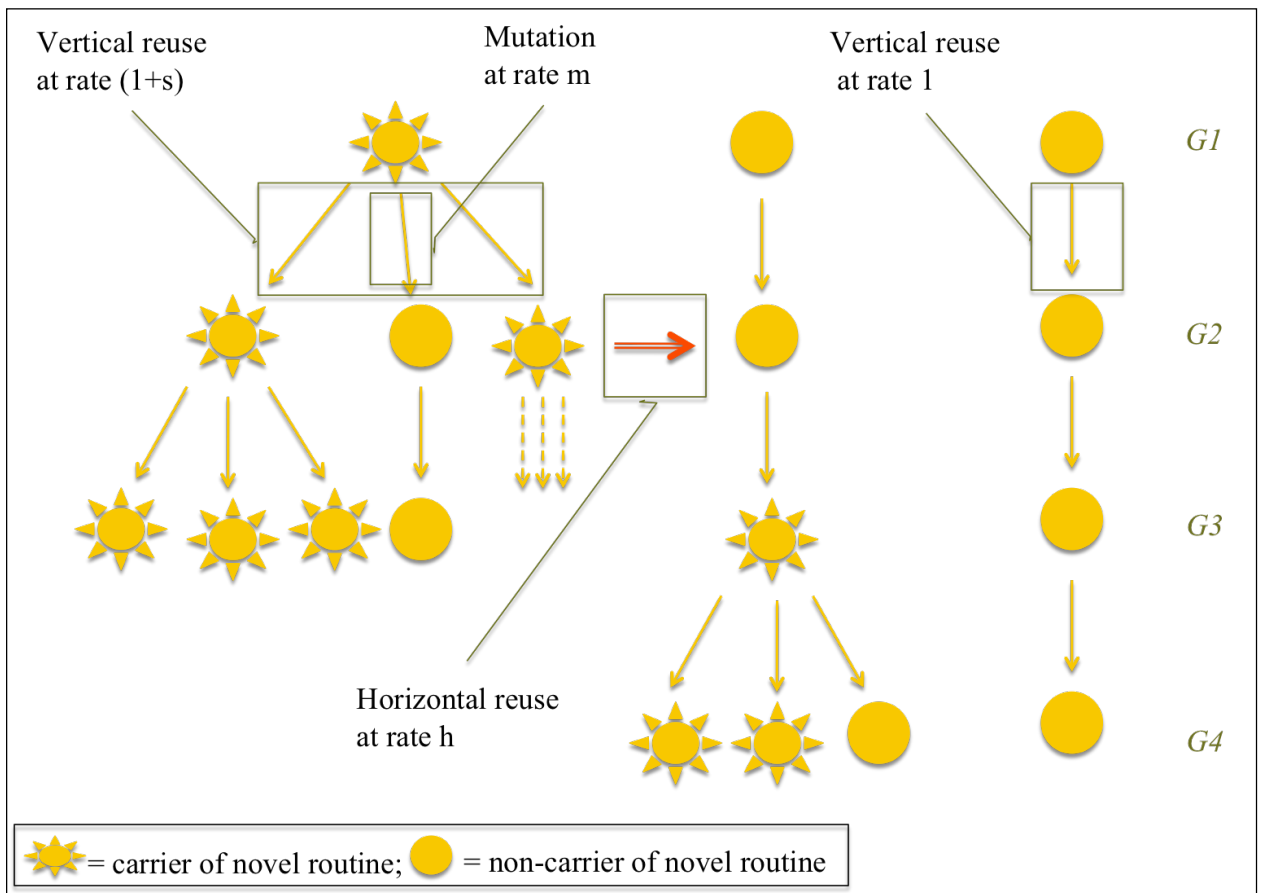 Vertical reuse
at rate (1+s)
Mutation
at rate m
Vertical reuse
at rate 1
G1
G2
G3
Horizontal reuse
at rate h
G4
= carrier of novel routine; = non-carrier of novel routine